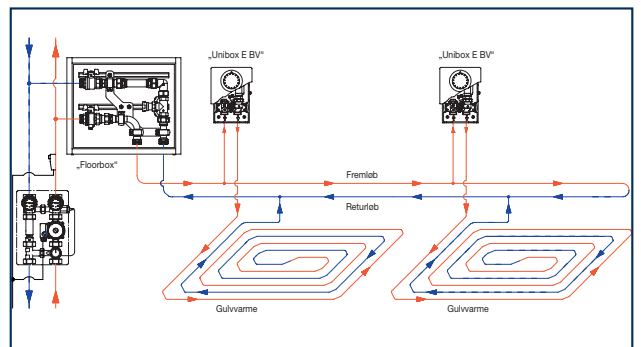 „Unibox E BV“
„Unibox E BV“
„Floorbox“
Fremløb
Returløb
Gulvvarme
Gulvvarme